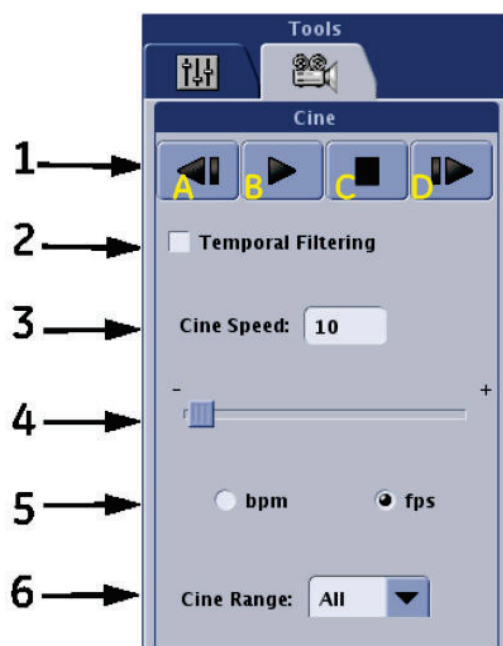 Tools
Cine
1 A B C D
2 Temporal Filtering
3 Cine Speed: 10
- +
4
5 bpm fps
6 Cine Range: All